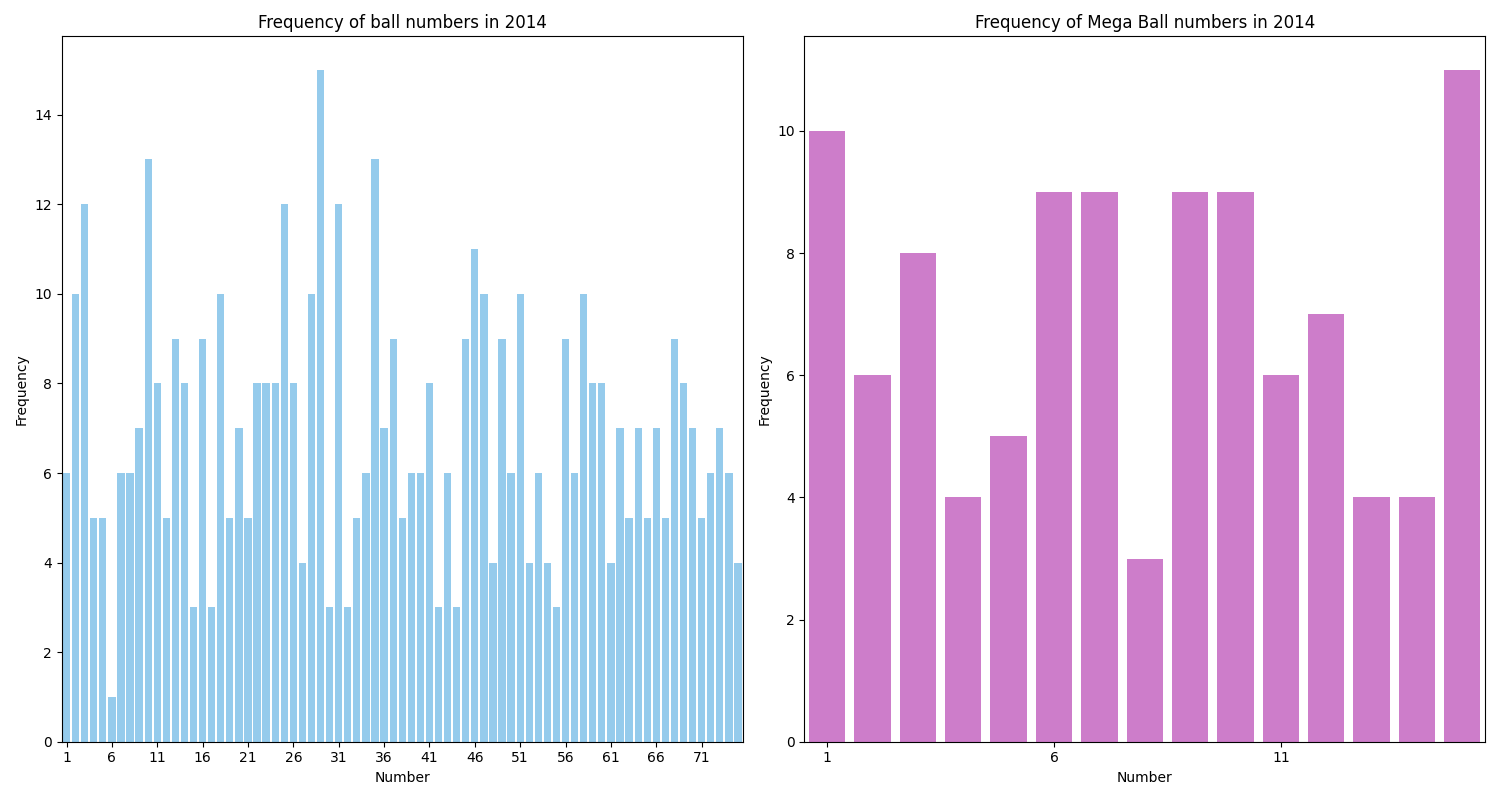 Frequency of ball numbers in 2014
14
12
10
8
6
4
2
0
Frequency
1 6 11 16 21 26 31 36 41 46 51 56 61 66 71
Number
Frequency of Mega Ball numbers in 2014
10
8
6
4
2
0
Frequency
1 6 11
Number